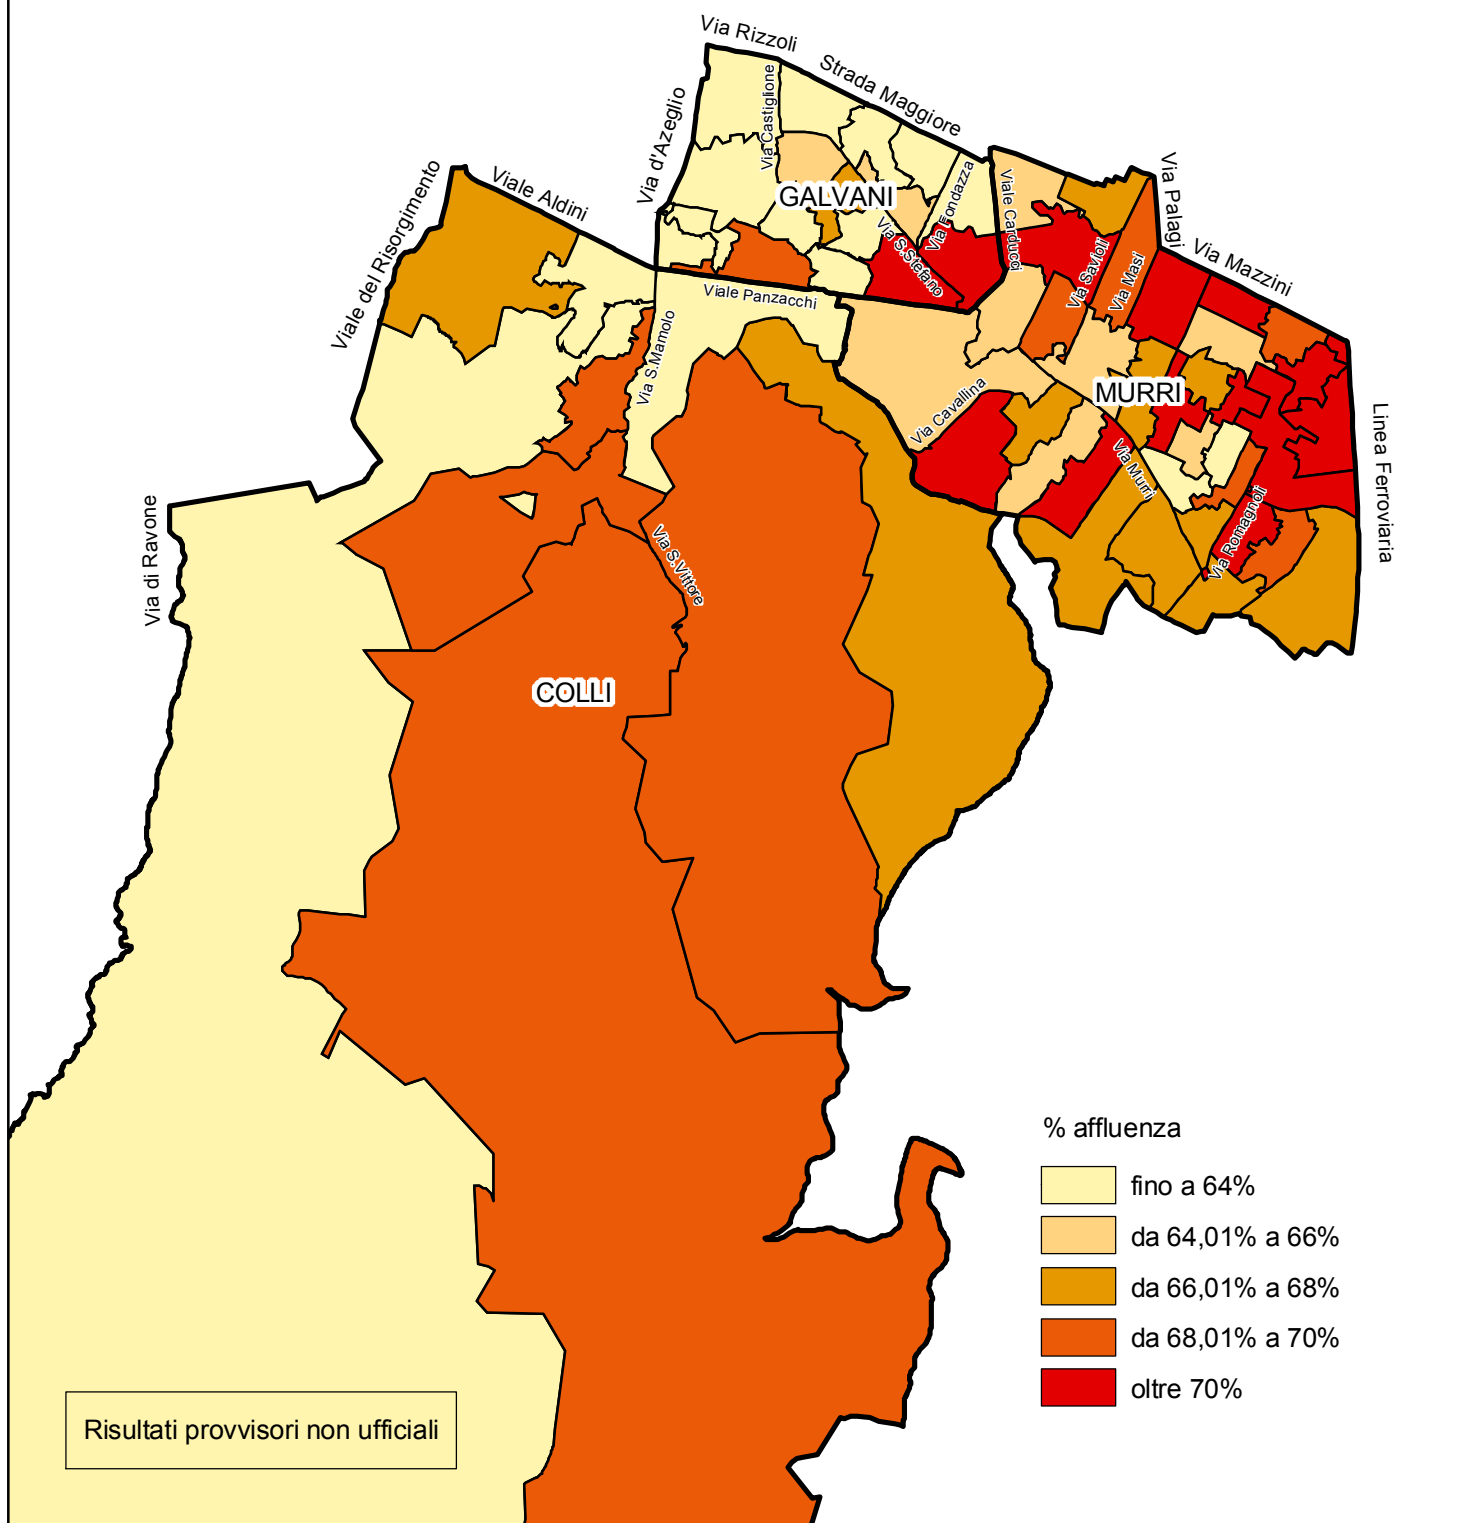 Via Rizzoli
Strada Maggiore
Via d'Azeglio
Via Castiglione
Viale Aldini
Viale del Risorgimento
GALVANI
Via Fondazza
Via S.Stefano
Viale Carducci
Via Palagi
Via Mazzini
Via Savioli
Via Masi
Viale Panzacchi
Via S.Mamolo
Via Cavallina
MURRI
Via Murri
Via Romagnoli
Linea Ferroviaria
Via di Ravone
Via S.Vittore
COLLI
% affluenza
fino a 64%
da 64,01% a 66%
da 66,01% a 68%
da 68,01% a 70%
oltre 70%
Risultati provvisori non ufficiali